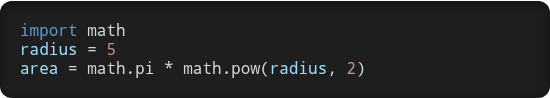 import math
radius = 5
area = math.pi * math.pow(radius, 2)